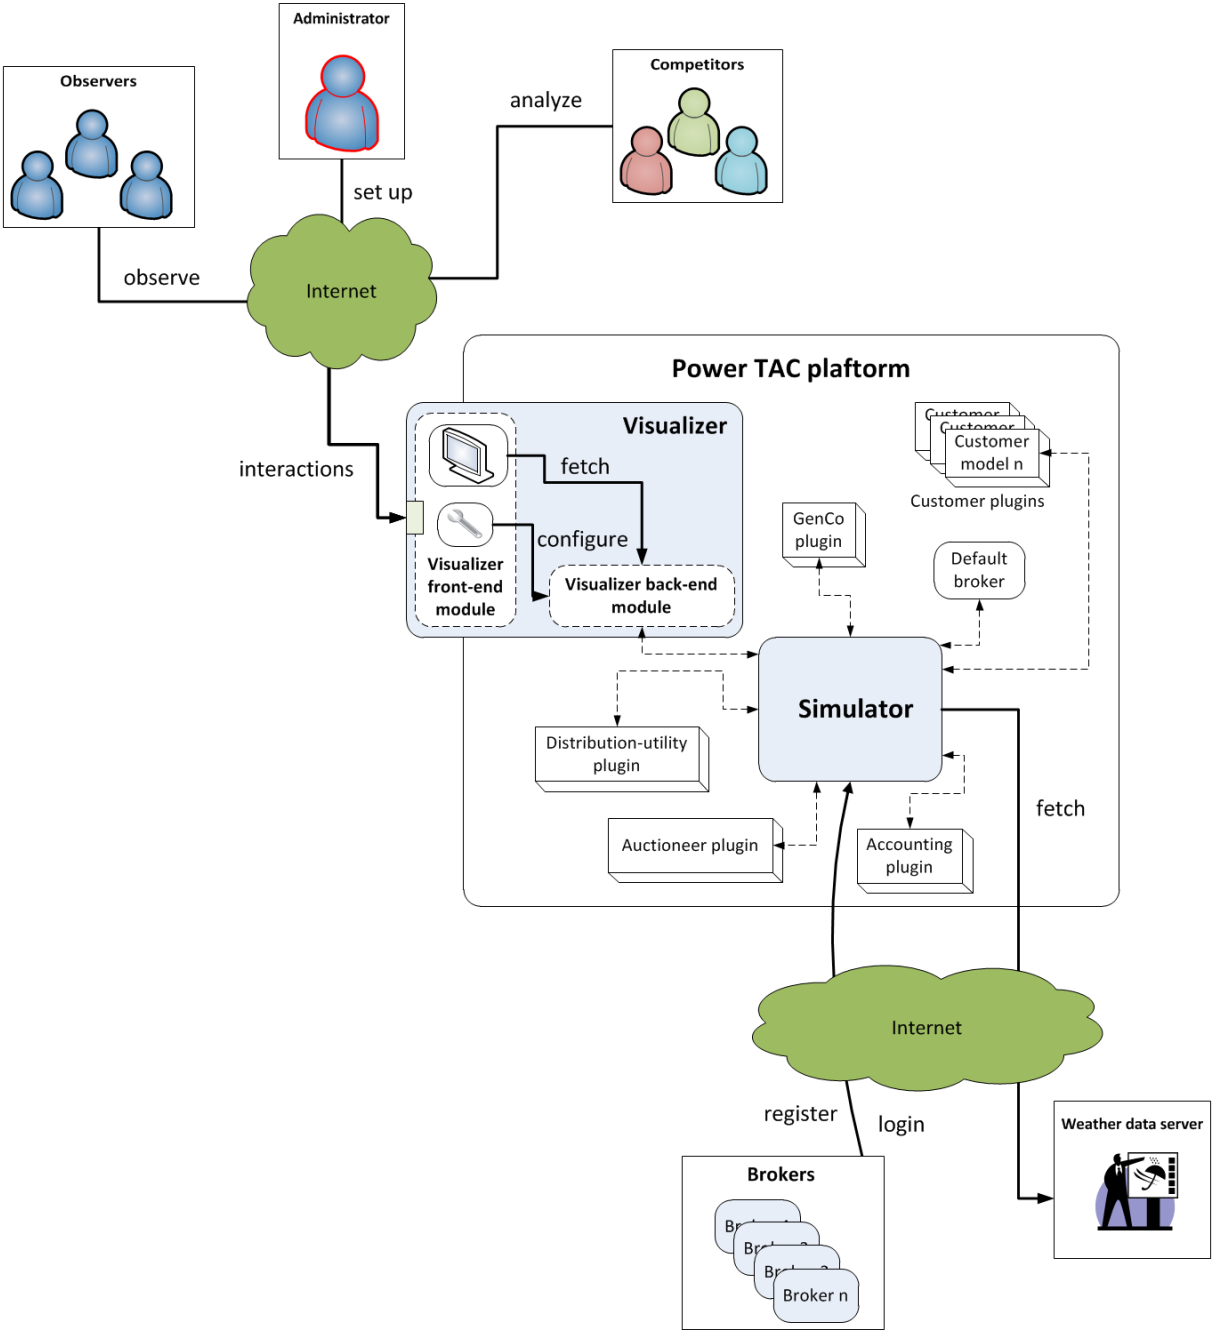 Administrator
Observers
Competitors
analyze
set up
observe
Internet
Power TAC plaftorm
Visualizer
Customer
Customer
Customer
model n
Customer plugins
interactions
fetch
configure
GenCo
plugin
Default
broker
Visualizer
front-end
module
Visualizer back-end
module
Simulator
Distribution-utility
plugin
fetch
Auctioneer plugin
Accounting
plugin
Internet
register
login
Weather data server
Brokers
Broker n